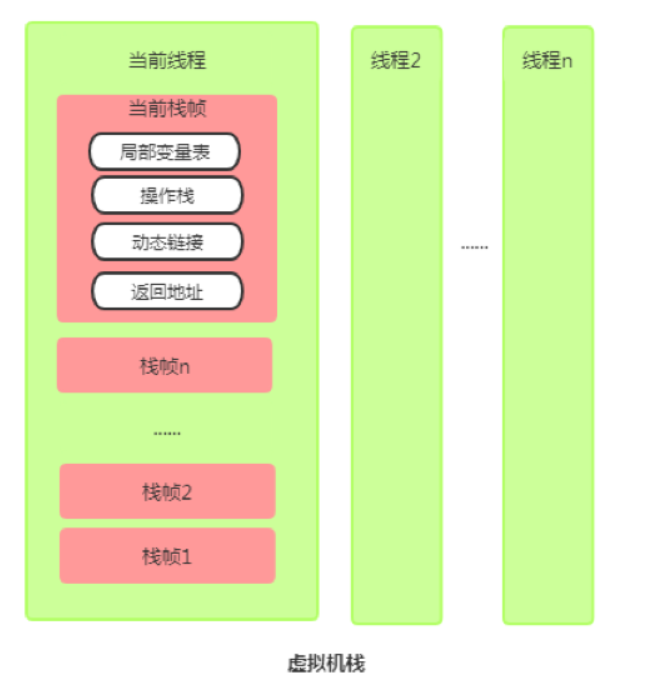 当前线程
当前栈帧
局部变量表
操作栈
动态链接
返回地址
栈帧n
......
栈帧2
栈帧1
线程2
......
线程n
虚拟机栈